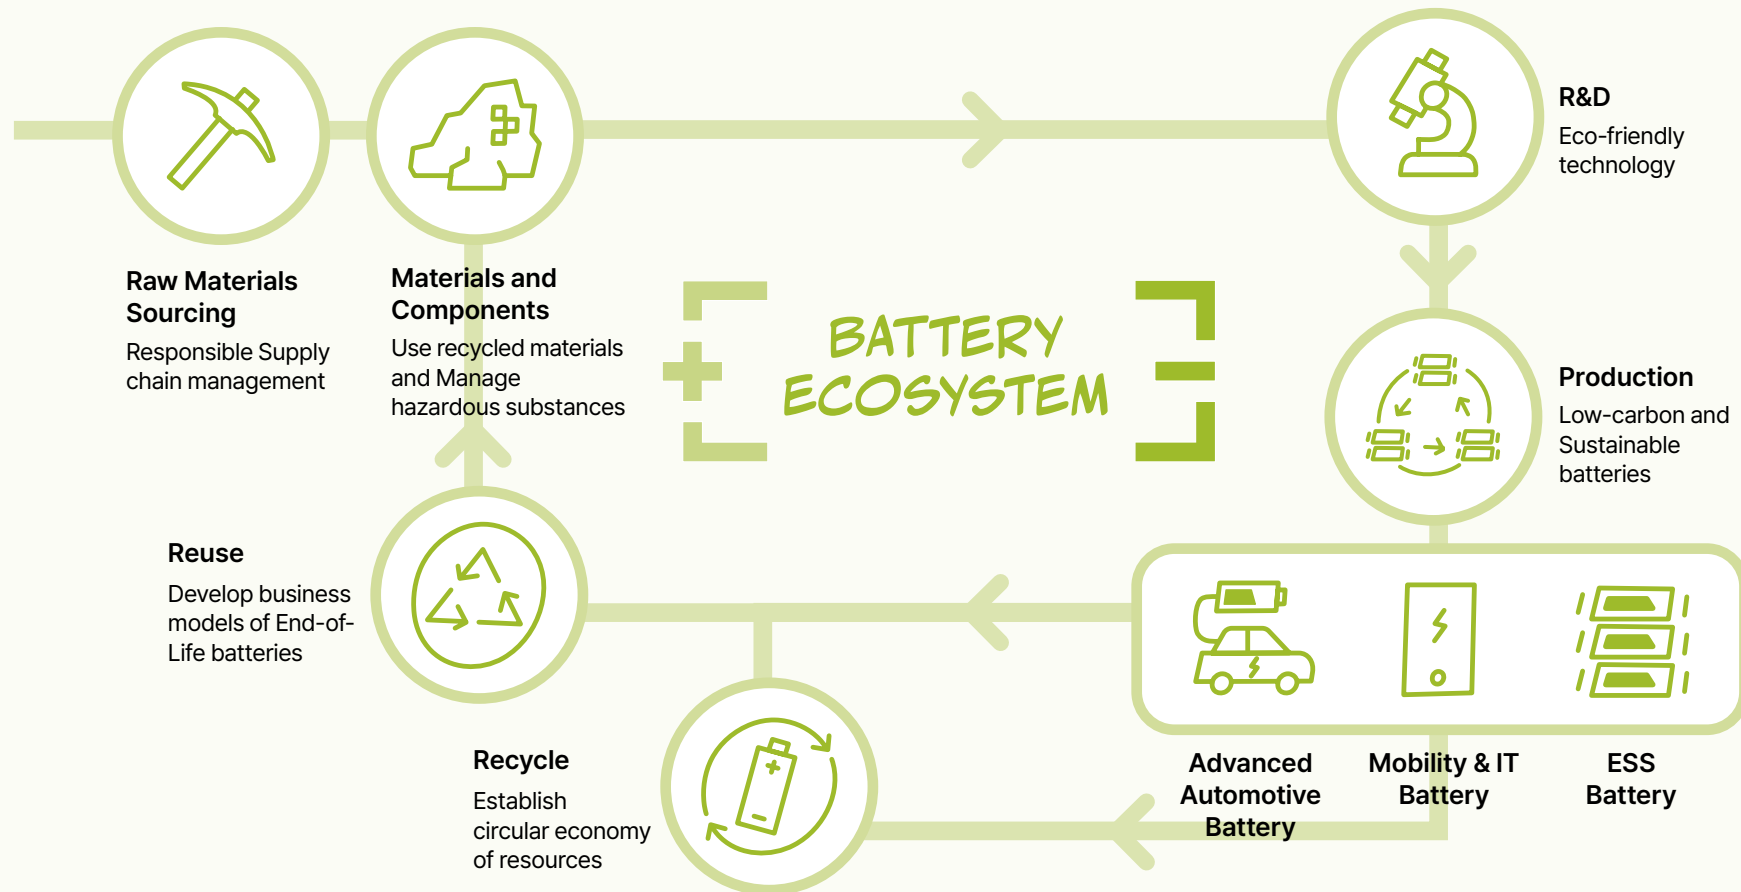 R&D
Eco-friendly
technology
Raw Materials
Sourcing
Responsible Supply
chain management
Materials and
Components
Use recycled materials
and Manage
hazardous substances
BATTERY
ECOSYSTEM
Production
Low-carbon and
Sustainable
batteries
Reuse
Develop business
models of End-of-
Life batteries
Recycle
Establish
circular economy
of resources
Advanced
Automotive
Battery
Mobility & IT
Battery
ESS
Battery